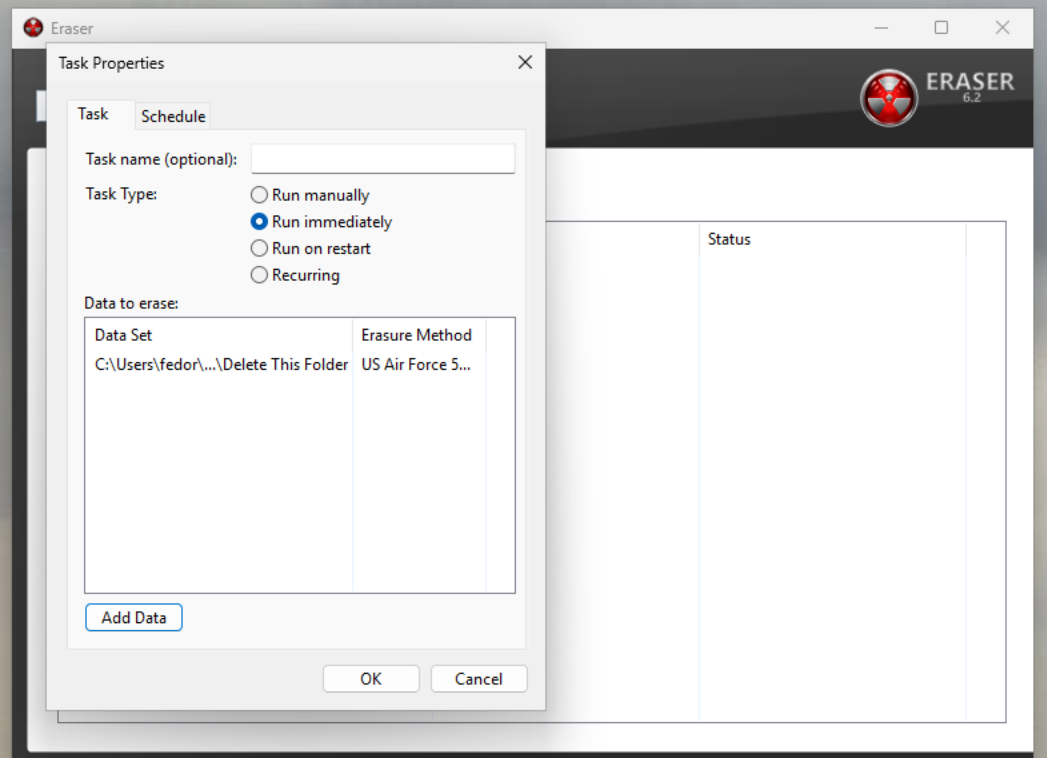 Eraser
Task Properties
ERASER
6.2
Task
Schedule
Task name (optional):
Task Type:
Run manually
Run immediately
Run on restart
Recurring
Status
Data to erase:
Data Set
Erasure Method
C:\Users\fedor\...\Delete This Folder
US Air Force 5...
Add Data
OK
Cancel